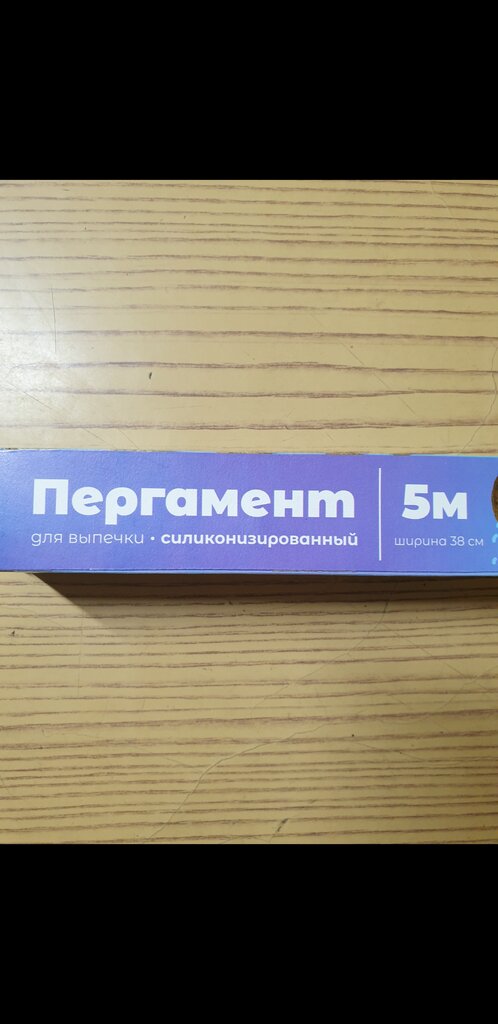 Пергамент
для выпечки • силиконизированный
5м
ширина 38 см